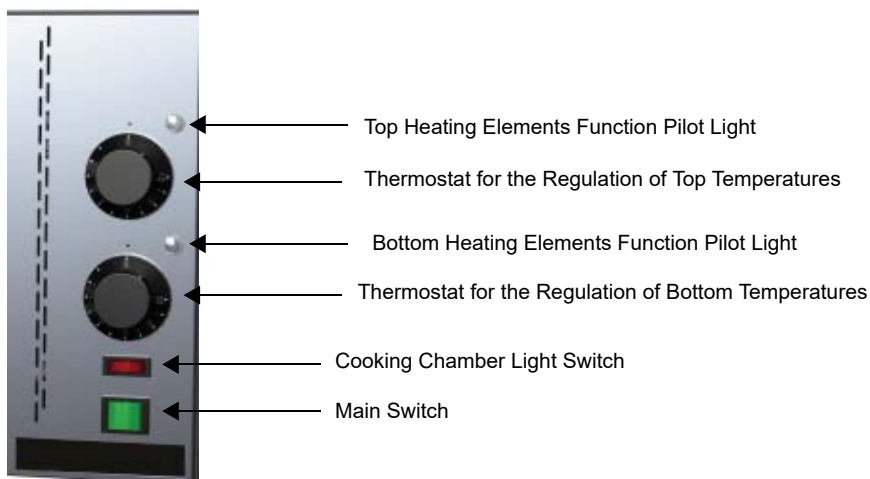 Top Heating Elements Function Pilot Light
Thermostat for the Regulation of Top Temperatures
Bottom Heating Elements Function Pilot Light
Thermostat for the Regulation of Bottom Temperatures
Cooking Chamber Light Switch
Main Switch